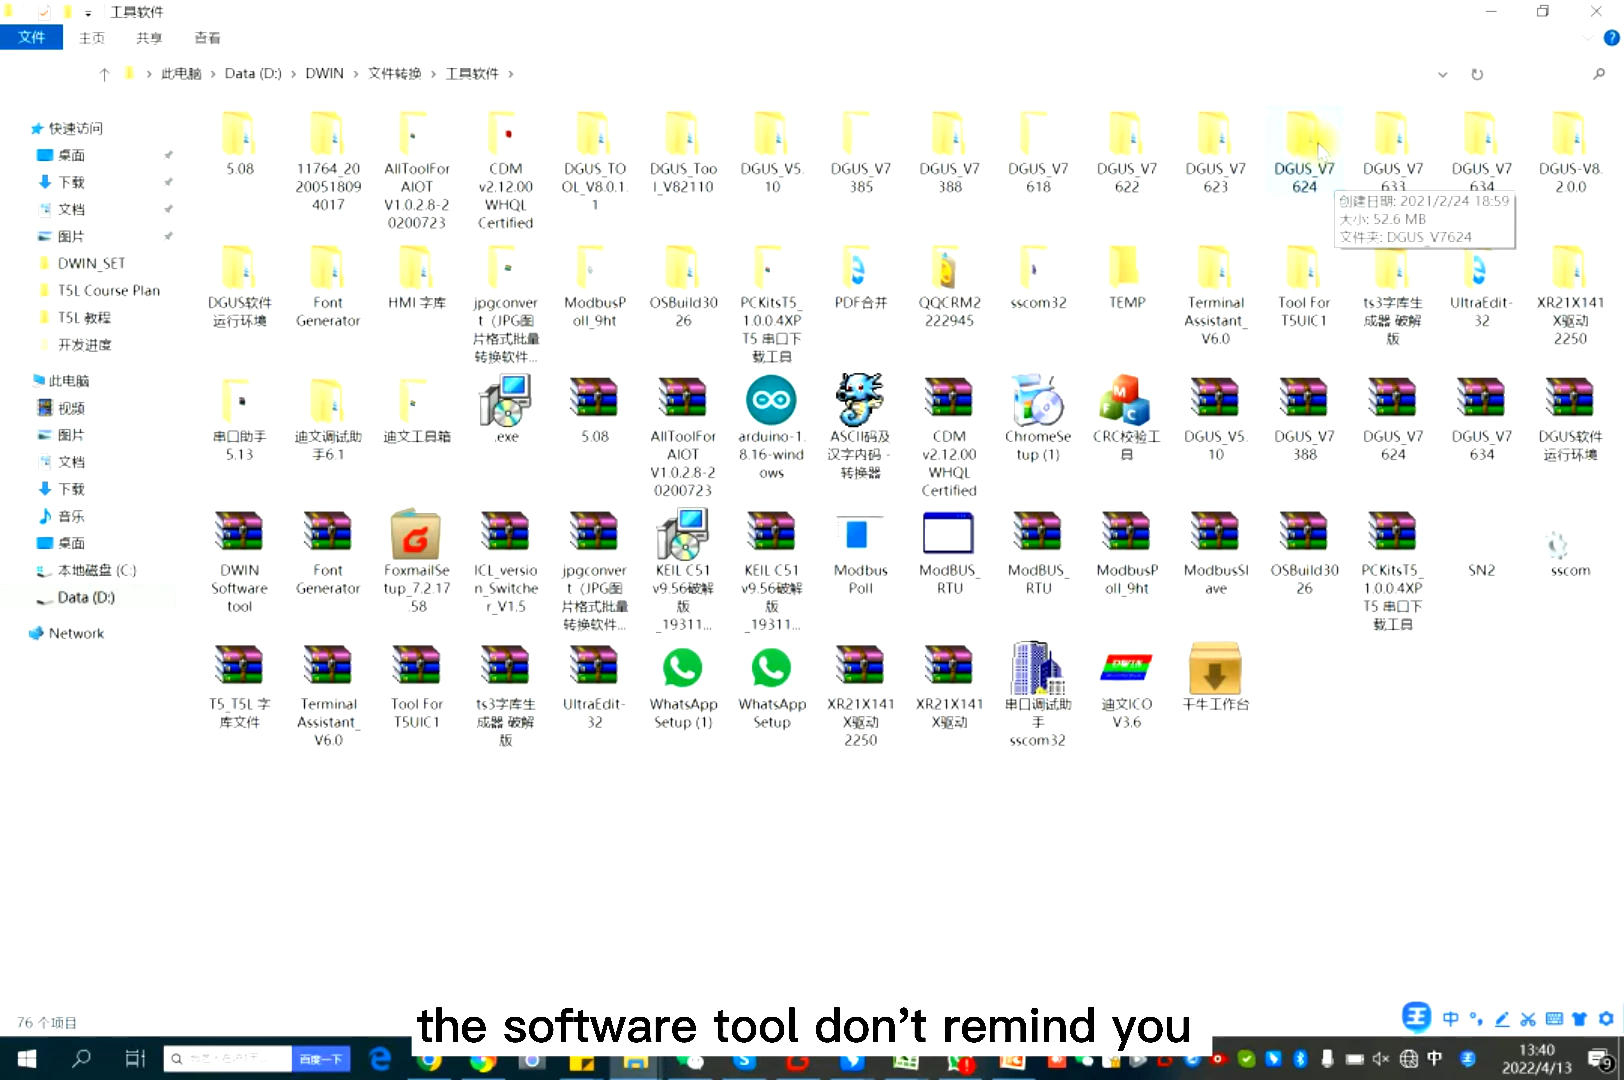 工具软件
文件 主页 共享 查看
此电脑 › Data (D:) › DWIN › 文件转换 › 工具软件 ›
快速访问
桌面
下载
文档
图片
DWIN_SET
T5L Course Plan
T5L 教程
开发进度
此电脑
视频
图片
文档
下载
音乐
桌面
本地磁盘 (C:)
Data (D:)
Network
5.08
11764_20
20051809
4017
AllToolFor
AIOT
V1.0.2.8-2
0200723
CDM
v2.12.00
WHQL
Certified
DGUS_TO
OL_V8.0.1.
1
DGUS_Too
l_V82110
DGUS_V5.
10
DGUS_V7
385
DGUS_V7
388
DGUS_V7
618
DGUS_V7
622
DGUS_V7
623
DGUS_V7
624
DGUS_V7
633
DGUS_V7
634
DGUS-V8.
2.0.0
创建日期: 2021/2/24 18:59
大小: 52.6 MB
文件夹: DGUS_V7624
DGUS软件
运行环境
Font
Generator
HMI 字库
jpgconver
t（JPG图
片格式批量
转换软件...
ModbusP
oll_9ht
OSBuild30
26
PCKitsT5_
1.0.0.4XP
T5 串口下
载工具
PDF合并
QQCRM2
222945
sscom32
TEMP
Terminal
Assistant_
V6.0
Tool For
T5UIC1
ts3字库生
成器 破解
版
UltraEdit-
32
XR21X141
X驱动
2250
串口助手
5.13
迪文调试助
手6.1
迪文工具箱
.exe
5.08
AllToolFor
AIOT
V1.0.2.8-2
0200723
arduino-1.
8.16-wind
ows
ASCII码及
汉字内码 -
转换器
CDM
v2.12.00
WHQL
Certified
ChromeSe
tup (1)
CRC校验工
具
DGUS_V5.
10
DGUS_V7
388
DGUS_V7
624
DGUS_V7
634
DGUS软件
运行环境
DWIN
Software
tool
Font
Generator
FoxmailSe
tup_7.2.17
.58
ICL_versio
n_Switche
r_V1.5
jpgconver
t（JPG图
片格式批量
转换软件...
KEIL C51
v9.56破解
版
_19311...
KEIL C51
v9.56破解
版
_19311...
Modbus
Poll
ModBUS_
RTU
ModBUS_
RTU
ModbusP
oll_9ht
ModbusSl
ave
OSBuild30
26
PCKitsT5_
1.0.0.4XP
T5 串口下
载工具
SN2
sscom
T5_T5L 字
库文件
Terminal
Assistant_
V6.0
Tool For
T5UIC1
ts3字库生
成器 破解
版
UltraEdit-
32
WhatsApp
Setup (1)
WhatsApp
Setup
XR21X141
X驱动
2250
XR21X141
X驱动
串口调试助
手
sscom32
迪文ICO
V3.6
千牛工作台
76 个项目
the software tool don't remind you
中
百度一下
中
13:40
2022/4/13
9